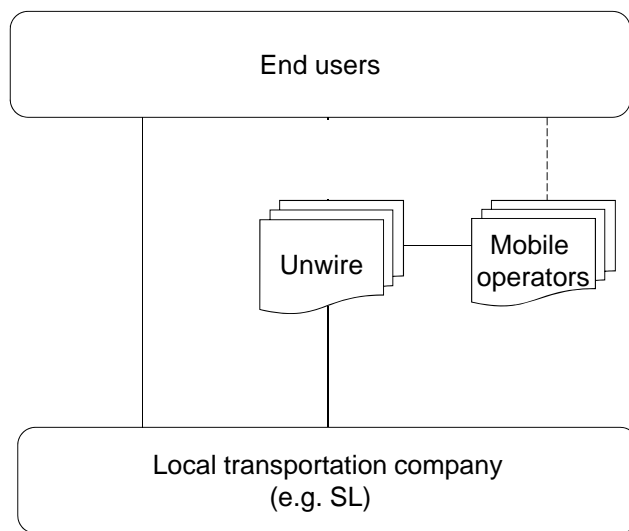 End users
Unwire
Mobile
operators
Local transportation company
(e.g. SL)